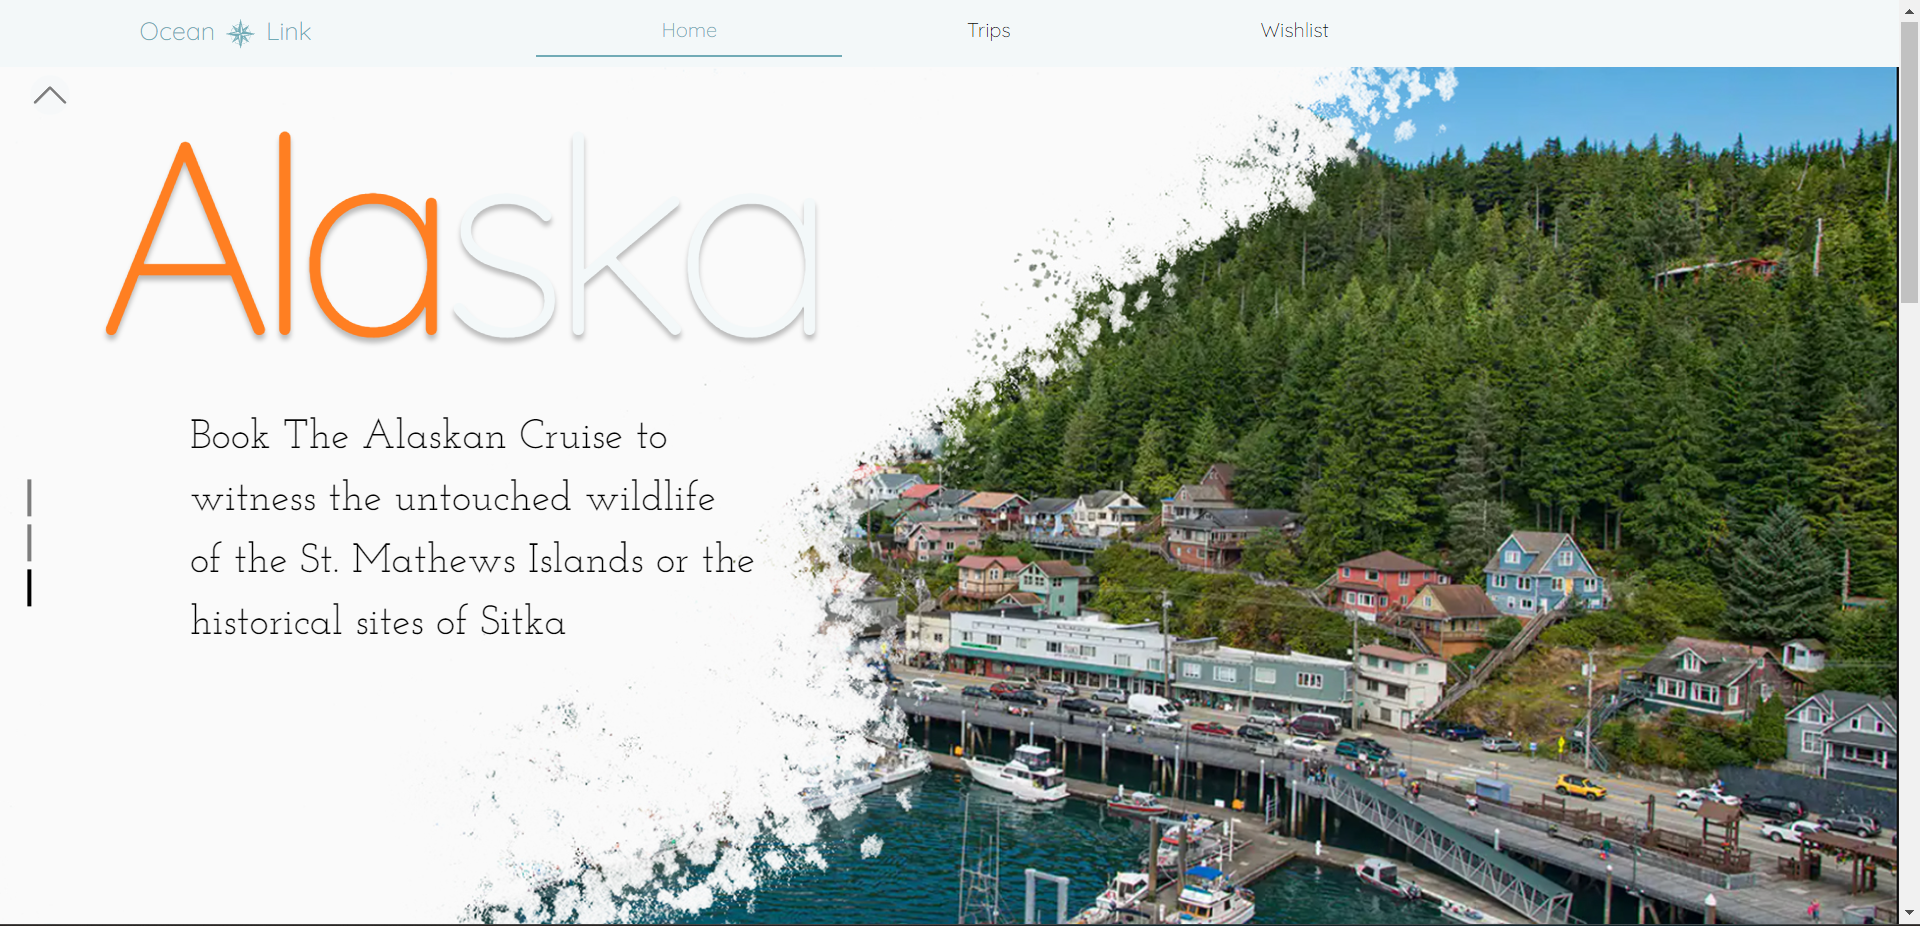 Ocean Link
Home
Trips
Wishlist
Alaska
Book The Alaskan Cruise to
witness the untouched wildlife
of the St. Mathews Islands or the
historical sites of Sitka